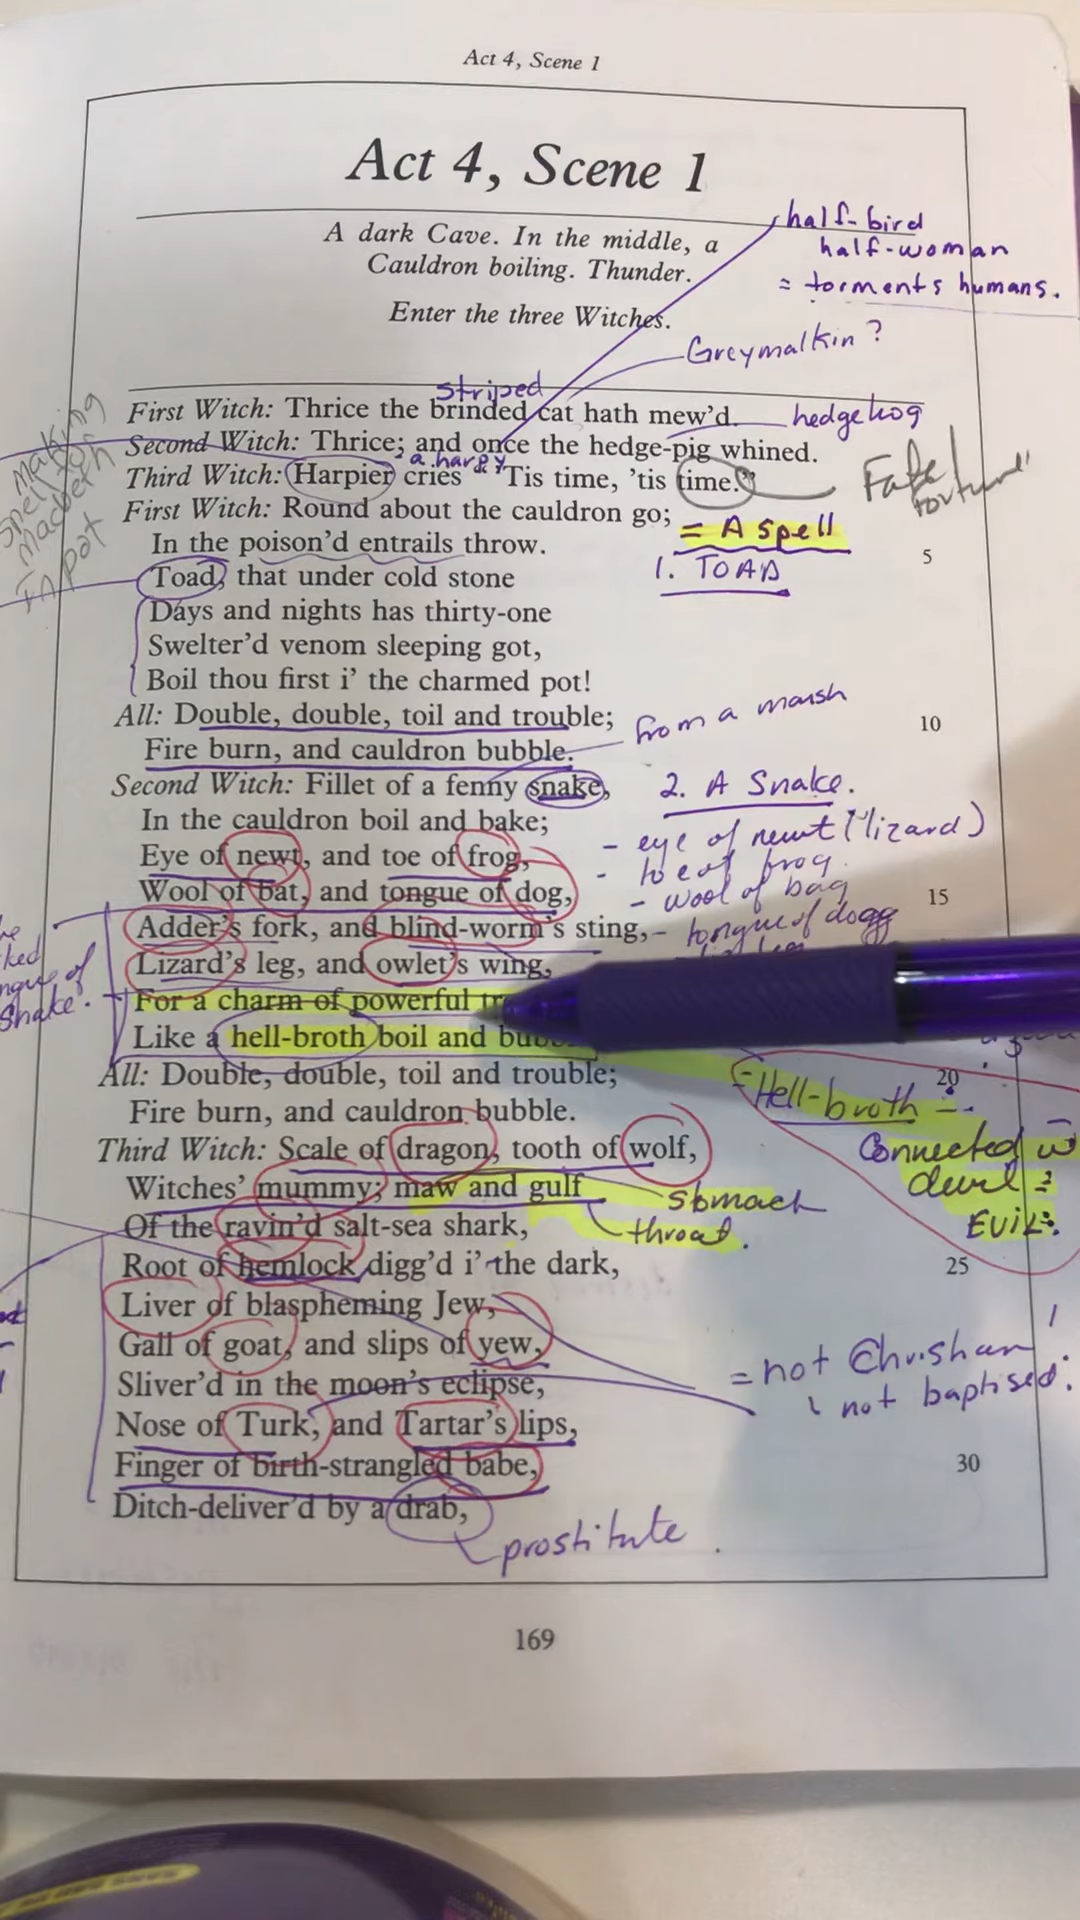 Act 4, Scene 1
Act 4, Scene 1
A dark Cave. In the middle, a
Cauldron boiling. Thunder.
Enter the three Witches.
half-bird
half-woman
= torments humans.
Greymalkin?
striped
First Witch: Thrice the brinded cat hath mew'd.
hedgehog
Second Witch: Thrice; and once the hedge-pig whined.
a harpy
Third Witch: Harpier cries "'Tis time, 'tis time."
making
spell for
macbeth
in pot
First Witch: Round about the cauldron go;
= A Spell
In the poison'd entrails throw.
5
1. TOAD
Toad, that under cold stone
Days and nights has thirty-one
Swelter'd venom sleeping got,
Boil thou first i' the charmed pot!
All: Double, double, toil and trouble;
from a marsh
10
Fire burn, and cauldron bubble.
Second Witch: Fillet of a fenny snake,
2. A Snake.
In the cauldron boil and bake;
- eye of newt (lizard)
Eye of newt, and toe of frog,
- toe of frog.
Wool of bat, and tongue of dog,
- wool of bag
15
Adder's fork, and blind-worm's sting,
- tongue of dogg
Lizard's leg, and owlet's wing,
snake.
For a charm of powerful
Like a hell-broth boil and
All: Double, double, toil and trouble;
20
Hell-broth
Fire burn, and cauldron bubble.
Connected w
devil
EVIL.
Third Witch: Scale of dragon, tooth of wolf,
Witches' mummy; maw and gulf
stomach
throat.
Of the ravin'd salt-sea shark,
Root of hemlock digg'd i' the dark,
25
Liver of blaspheming Jew,
Gall of goat, and slips of yew,
= not Christian
not baptised.
Sliver'd in the moon's eclipse,
Nose of Turk, and Tartar's lips,
Finger of birth-strangled babe,
30
Ditch-deliver'd by a drab,
prostitute.
169